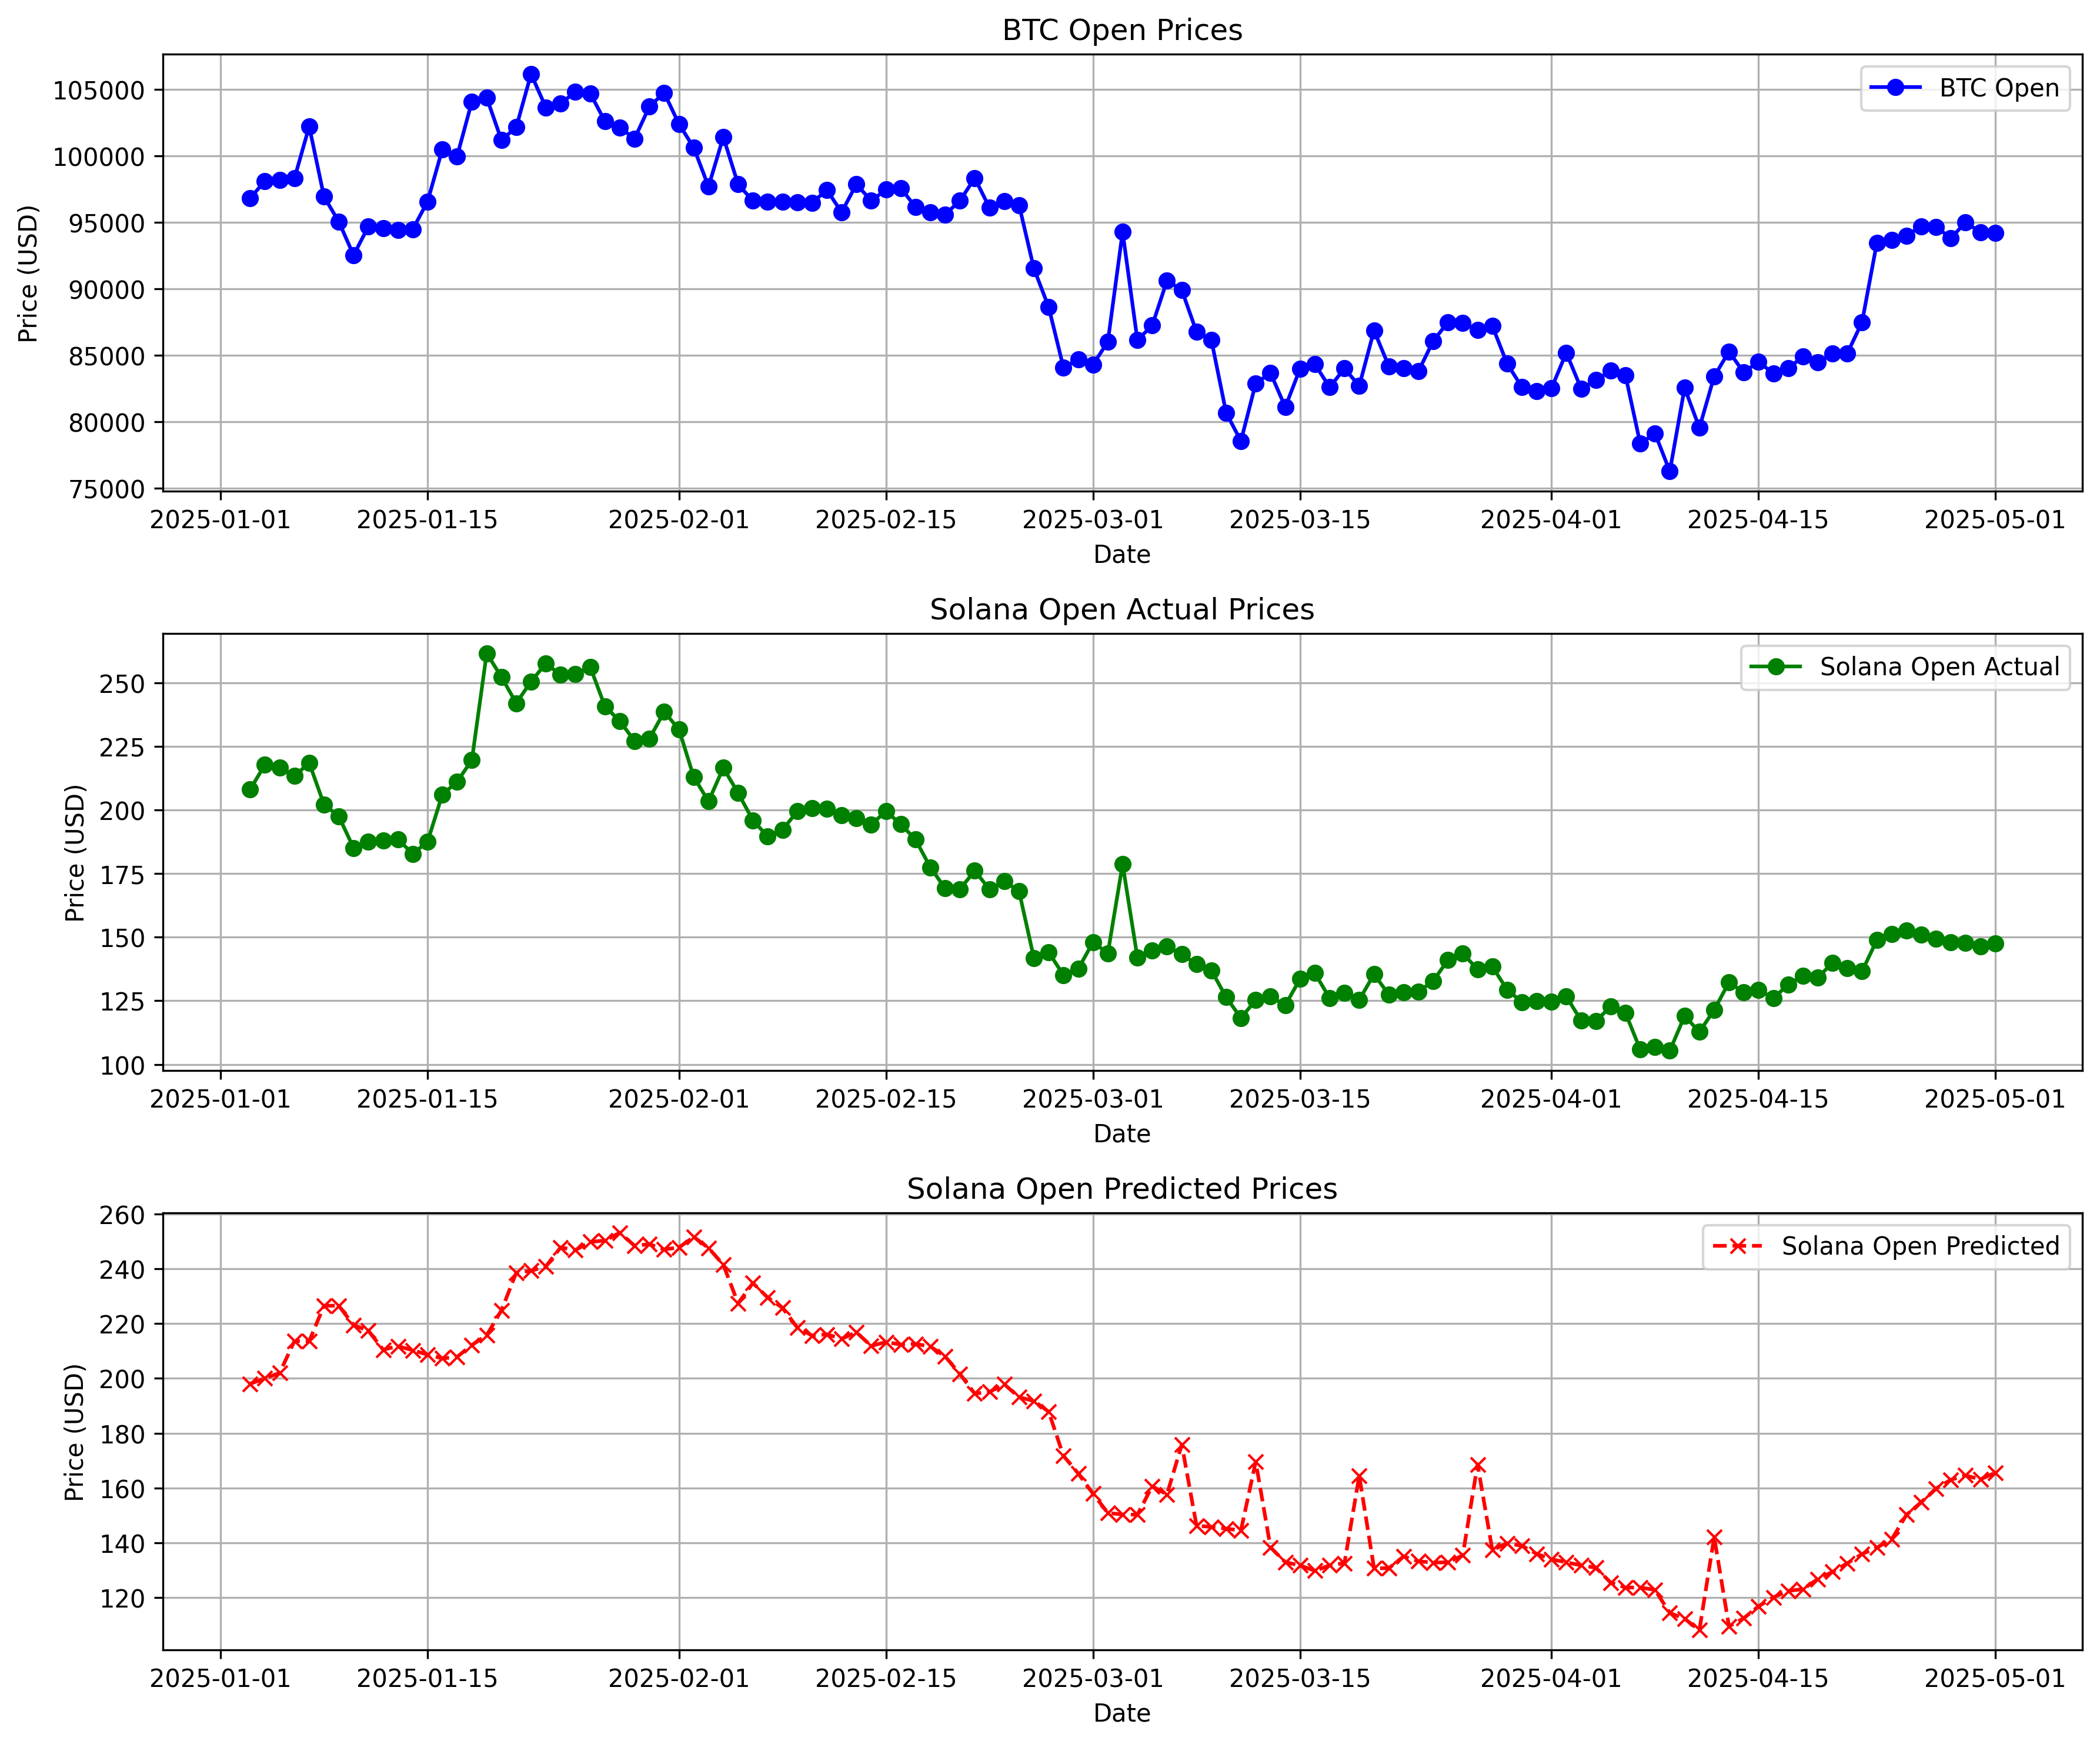 BTC Open Prices
BTC Open
105000
100000
95000
90000
85000
80000
75000
Price (USD)
2025-01-01 2025-01-15 2025-02-01 2025-02-15 2025-03-01 2025-03-15 2025-04-01 2025-04-15 2025-05-01
Date
Solana Open Actual Prices
Solana Open Actual
250
225
200
175
150
125
100
Price (USD)
2025-01-01 2025-01-15 2025-02-01 2025-02-15 2025-03-01 2025-03-15 2025-04-01 2025-04-15 2025-05-01
Date
Solana Open Predicted Prices
Solana Open Predicted
260
240
220
200
180
160
140
120
Price (USD)
2025-01-01 2025-01-15 2025-02-01 2025-02-15 2025-03-01 2025-03-15 2025-04-01 2025-04-15 2025-05-01
Date